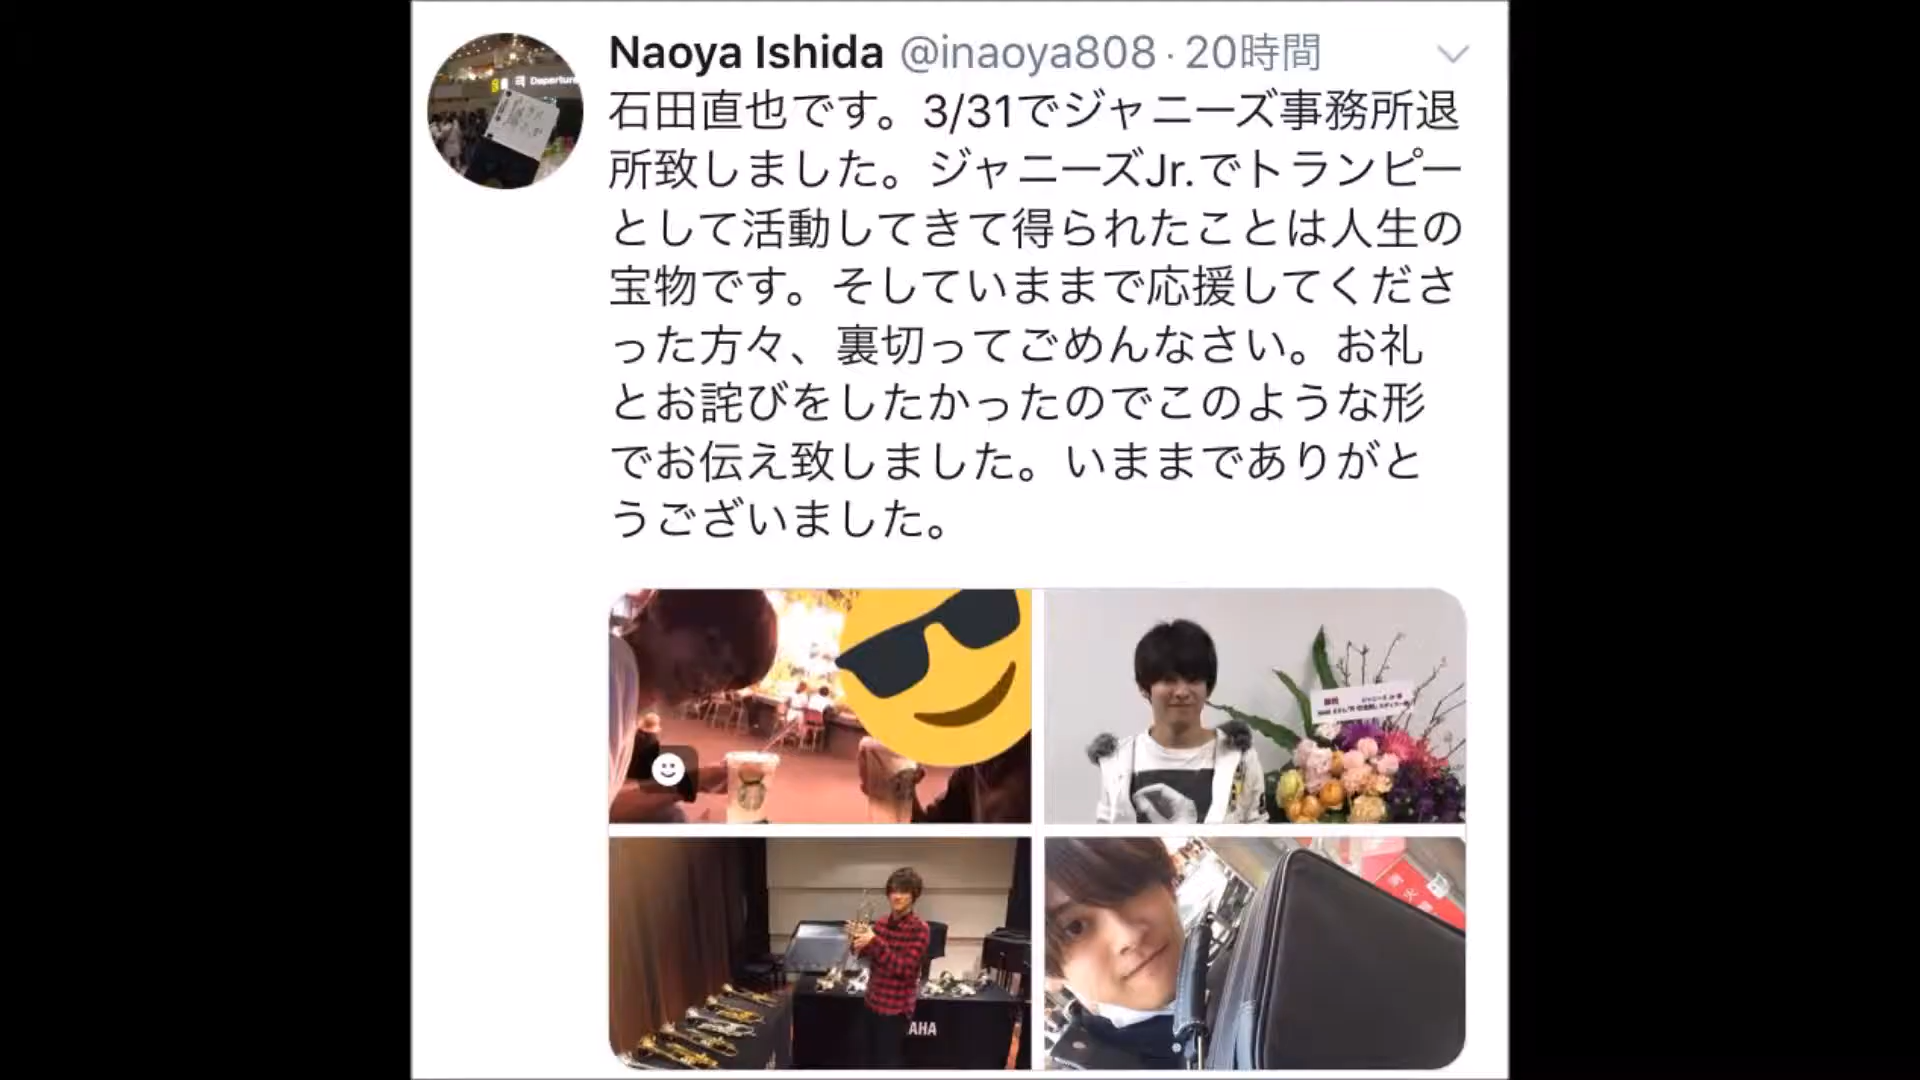 Naoya Ishida @inaoya808 · 20時間
石田直也です。3/31でジャニーズ事務所退
所致しました。ジャニーズJr.でトランピー
として活動してきて得られたことは人生の
宝物です。そしていままで応援してくださ
った方々、裏切ってごめんなさい。お礼
とお詫びをしたかったのでこのような形
でお伝え致しました。いままでありがと
うございました。
Departure
AHA
消火